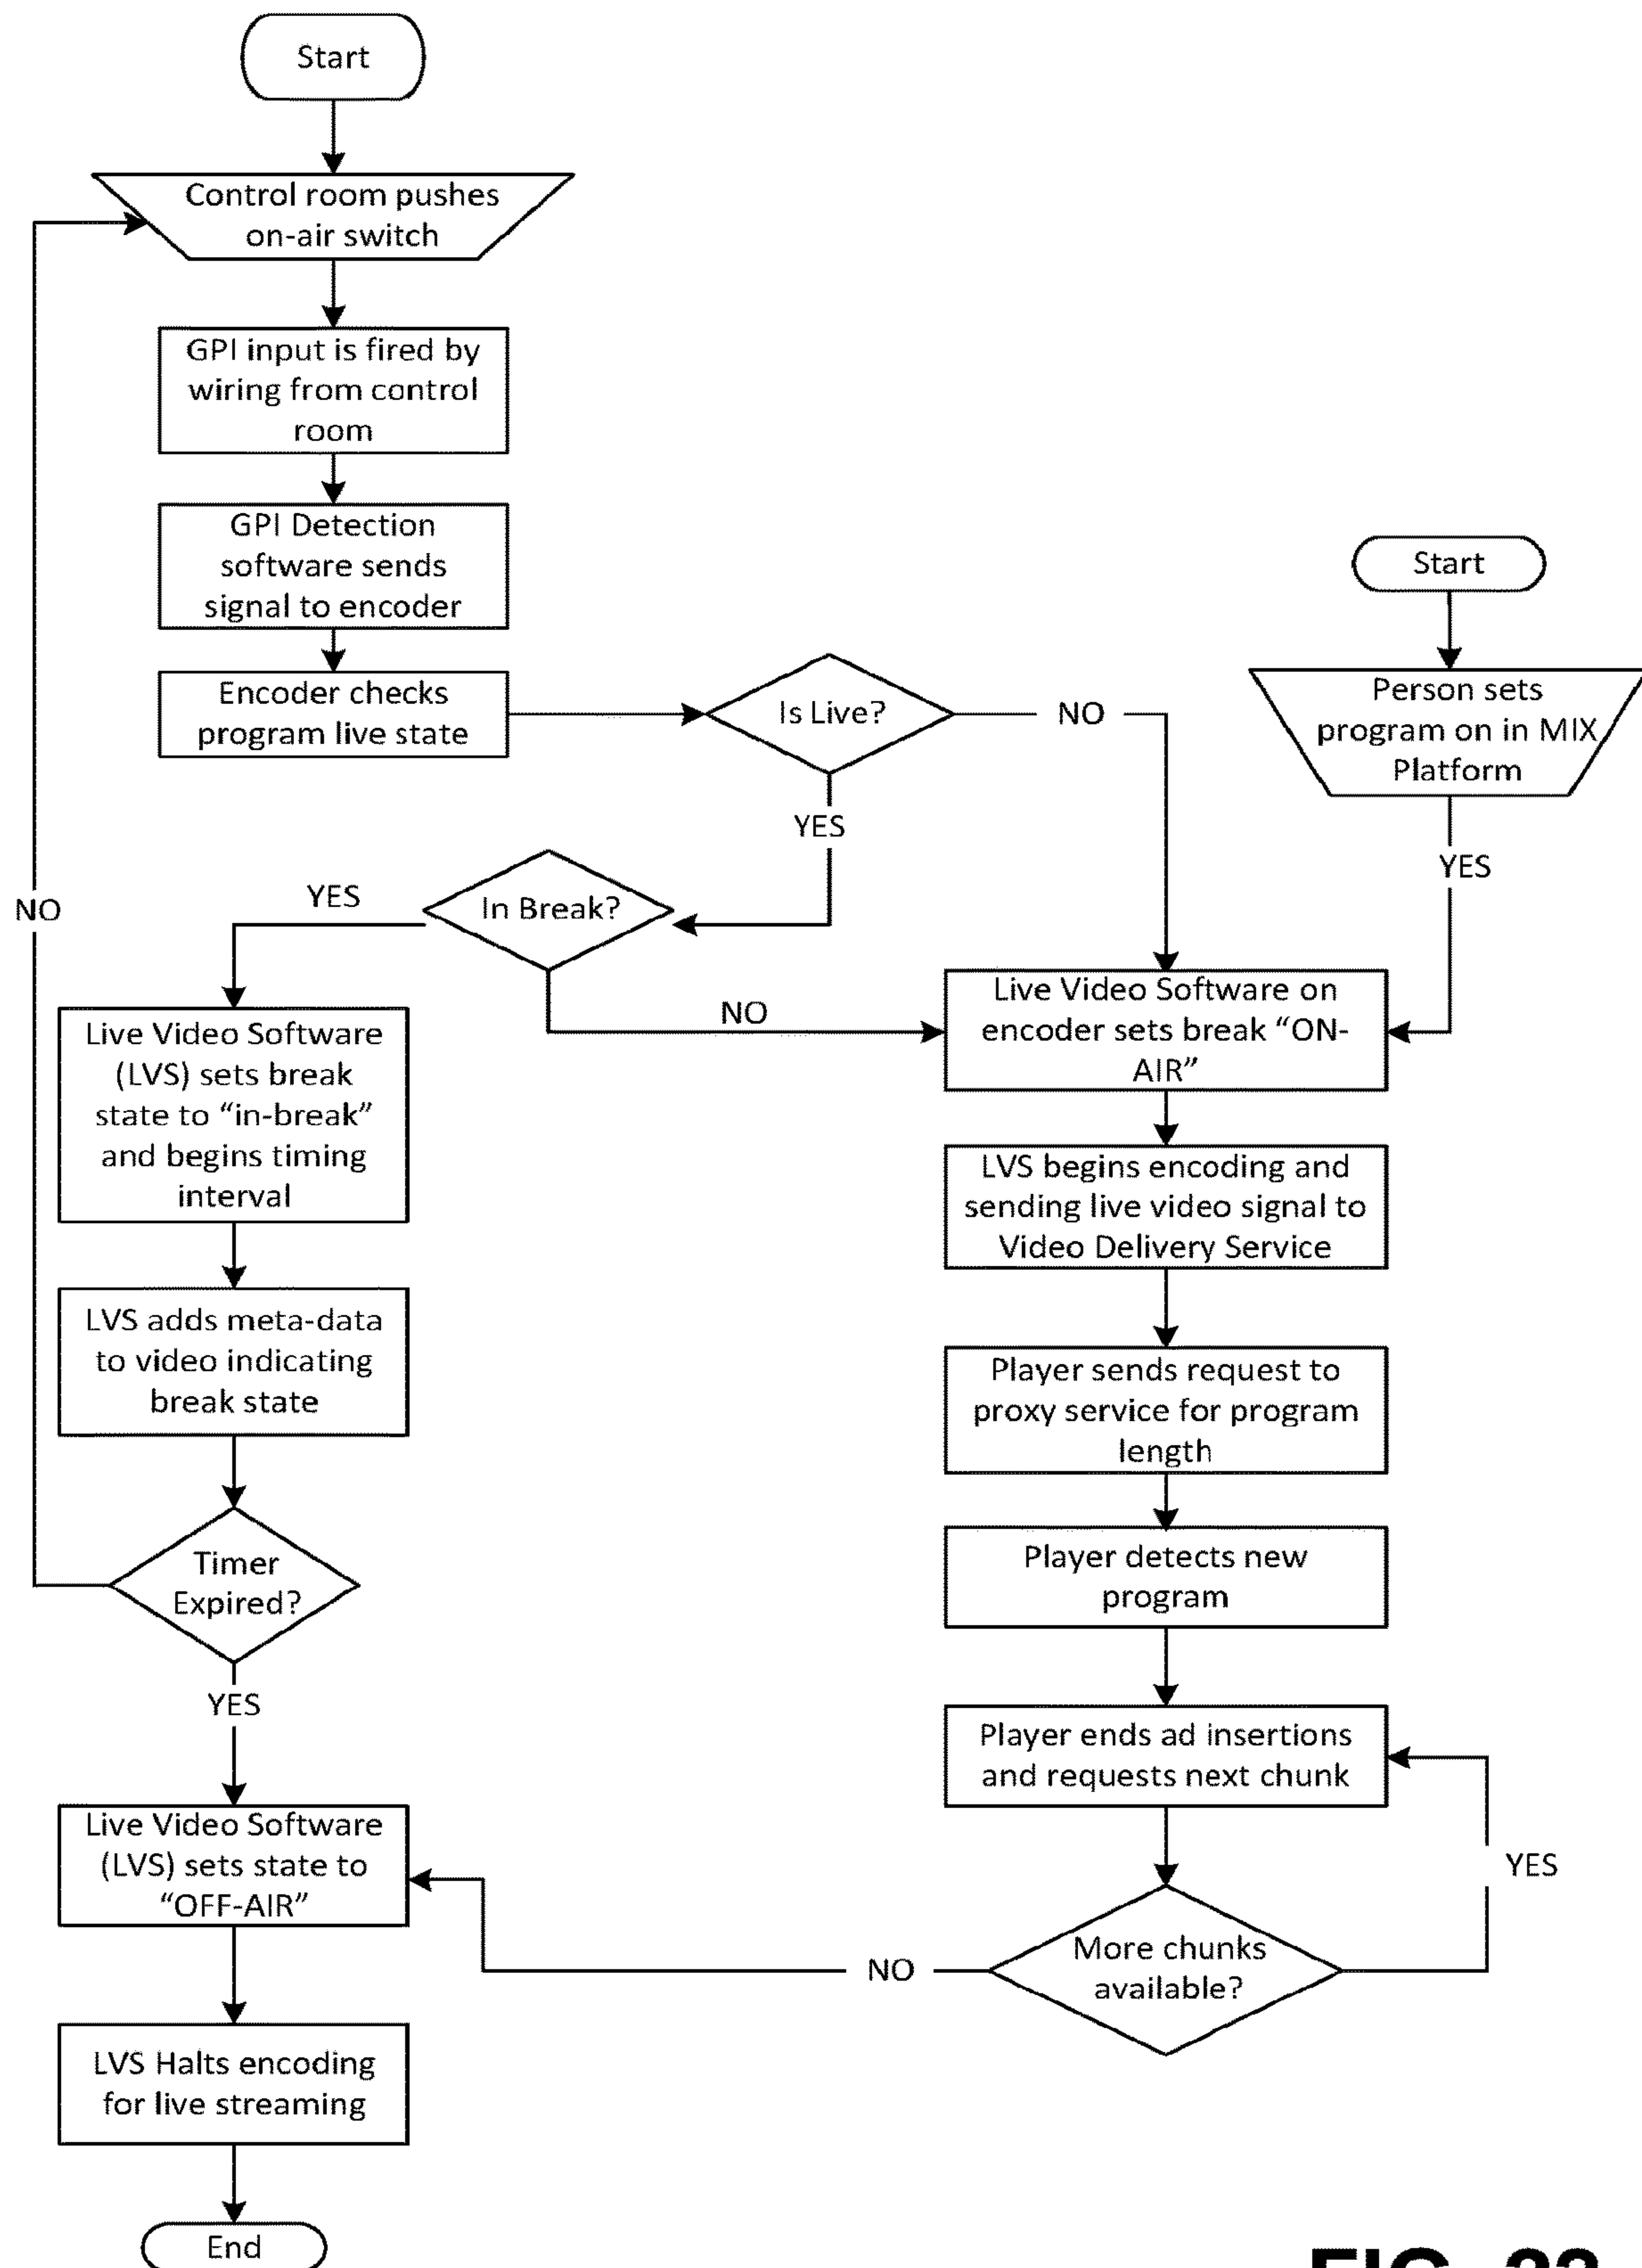 Start
Control room pushes
on-air switch
GPI input is fired by
wiring from control
room
GPI Detection
software sends
signal to encoder
Encoder checks
program live state
Is Live?
NO
YES
Start
Person sets
program on in MIX
Platform
YES
In Break?
YES
NO
NO
Live Video Software
(LVS) sets break
state to “in-break”
and begins timing
interval
LVS adds meta-data
to video indicating
break state
Timer
Expired?
YES
Live Video Software
(LVS) sets state to
“OFF-AIR”
LVS Halts encoding
for live streaming
End
Live Video Software on
encoder sets break “ON-
AIR”
LVS begins encoding and
sending live video signal to
Video Delivery Service
Player sends request to
proxy service for program
length
Player detects new
program
Player ends ad insertions
and requests next chunk
YES
More chunks
available?
NO